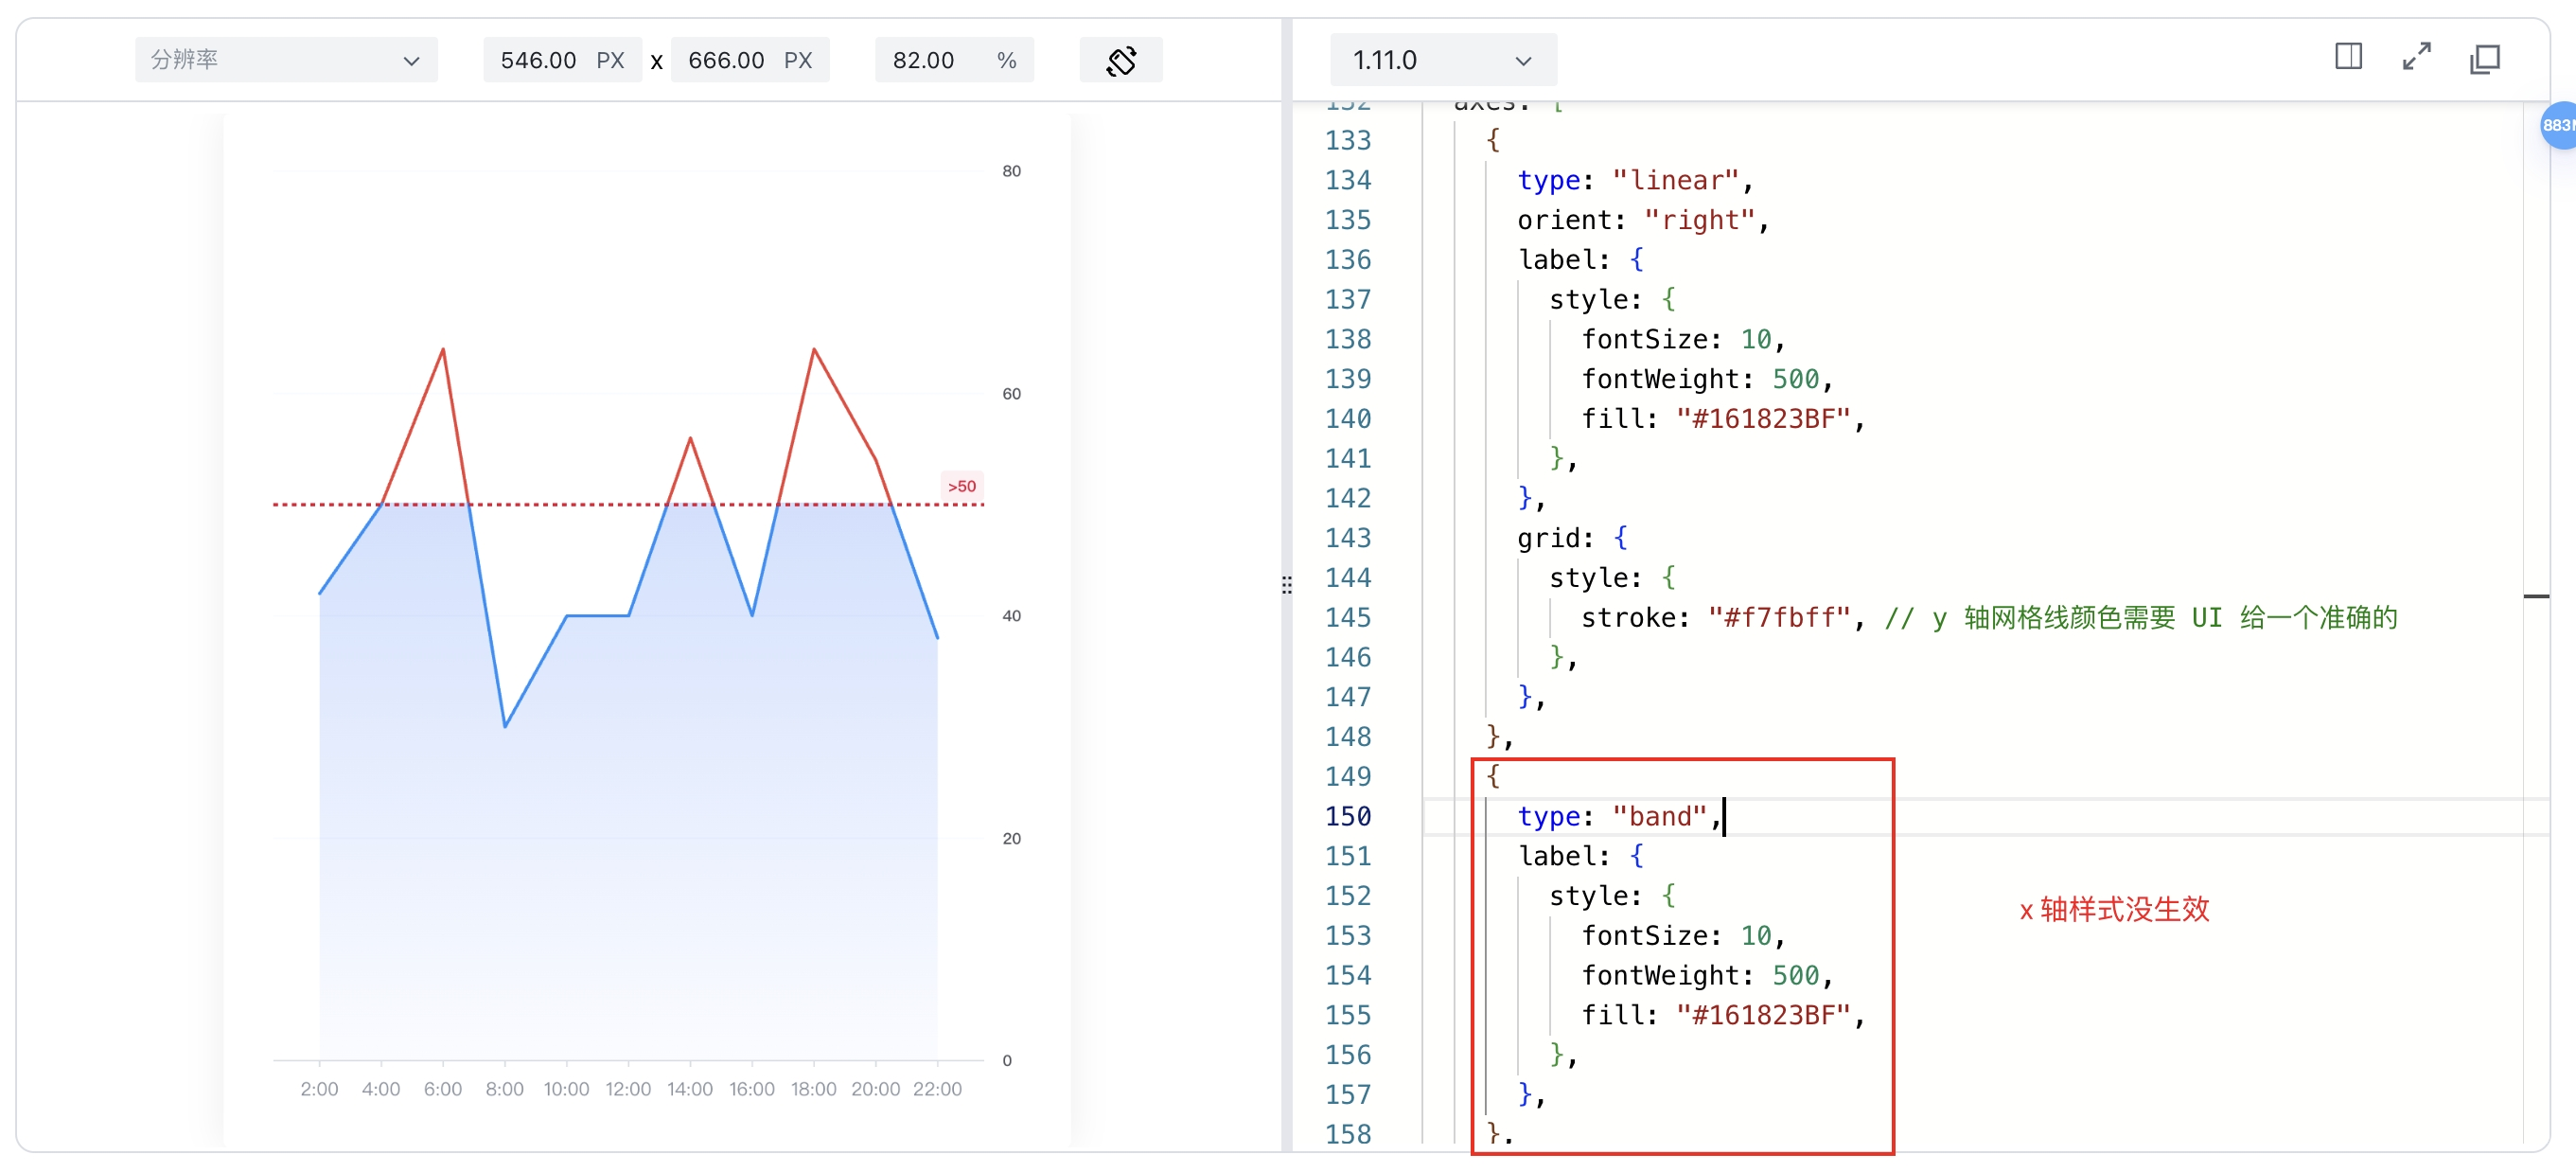 分辨率 546.00 PX x 666.00 PX 82.00 % 1.11.0
883
80
60
>50
40
20
0
2:00 4:00 6:00 8:00 10:00 12:00 14:00 16:00 18:00 20:00 22:00
132 axes: [
133 {
134 type: "linear",
135 orient: "right",
136 label: {
137 style: {
138 fontSize: 10,
139 fontWeight: 500,
140 fill: "#161823BF",
141 },
142 },
143 grid: {
144 style: {
145 stroke: "#f7fbff", // y 轴网格线颜色需要 UI 给一个准确的
146 },
147 },
148 },
149 {
150 type: "band",
151 label: {
152 style: {
153 fontSize: 10,
154 fontWeight: 500,
155 fill: "#161823BF",
156 },
157 },
158 },
x 轴样式没生效